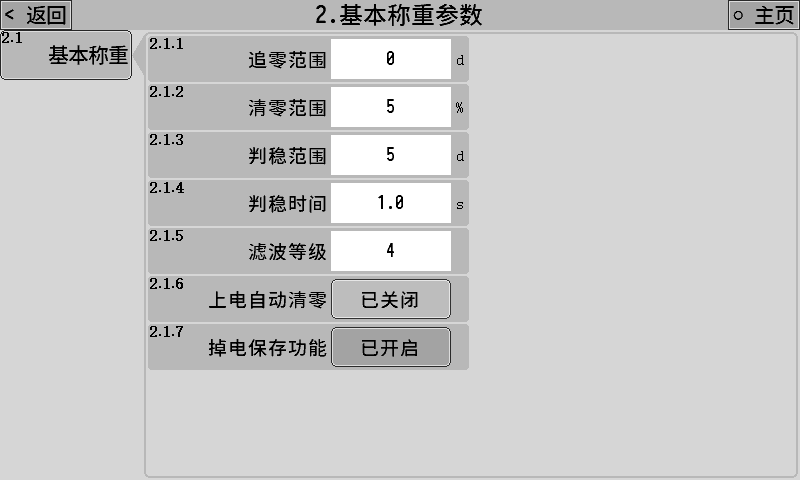 < 返回
2.基本称重参数
○ 主页
2.1
基本称重
2.1.1
追零范围
0
d
2.1.2
清零范围
5
%
2.1.3
判稳范围
5
d
2.1.4
判稳时间
1.0
s
2.1.5
滤波等级
4
2.1.6
上电自动清零
已关闭
2.1.7
掉电保存功能
已开启